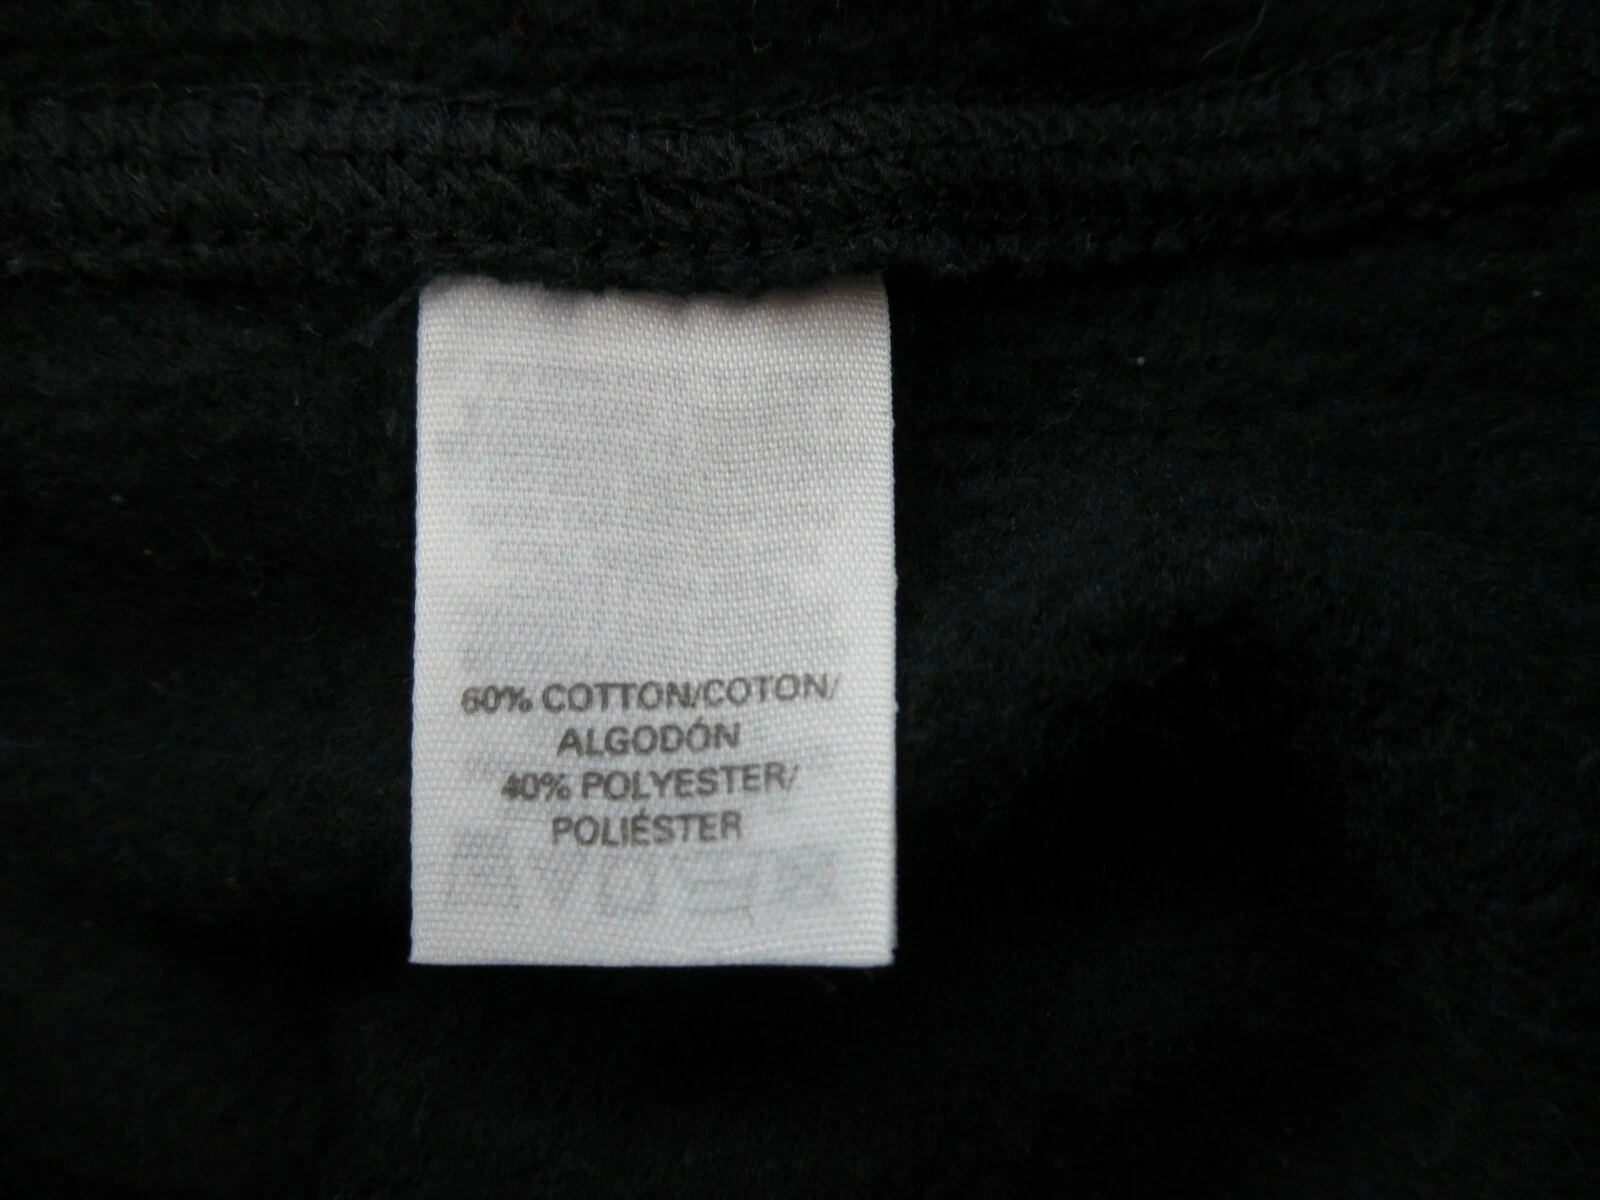 60% COTTON/COTON/
ALGODÓN
40% POLYESTER/
POLIÉSTER